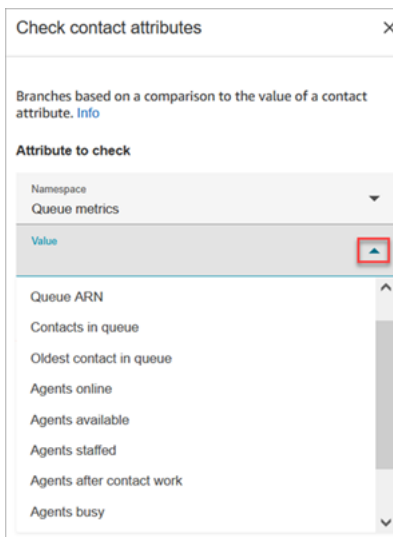 Check contact attributes
Branches based on a comparison to the value of a contact
attribute. Info
Attribute to check
Namespace
Queue metrics
Value
Queue ARN
Contacts in queue
Oldest contact in queue
Agents online
Agents available
Agents staffed
Agents after contact work
Agents busy